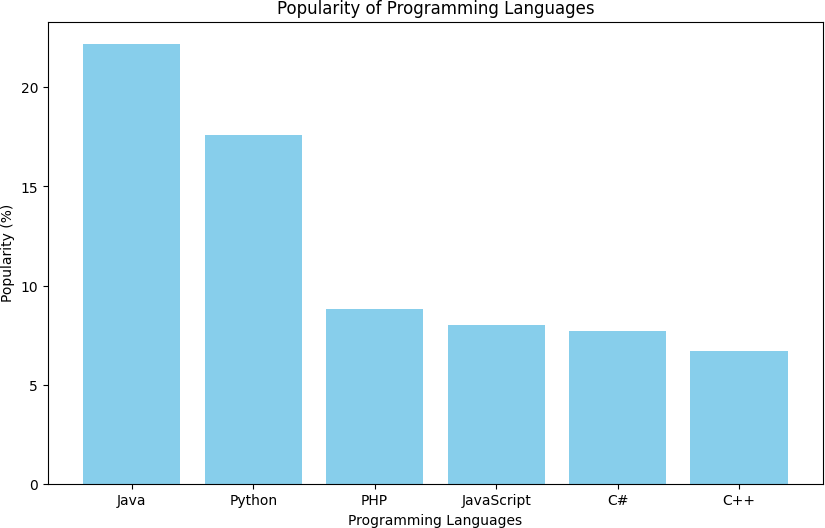 Popularity of Programming Languages
Popularity (%)
20
15
10
5
0
Java Python PHP JavaScript C# C++
Programming Languages